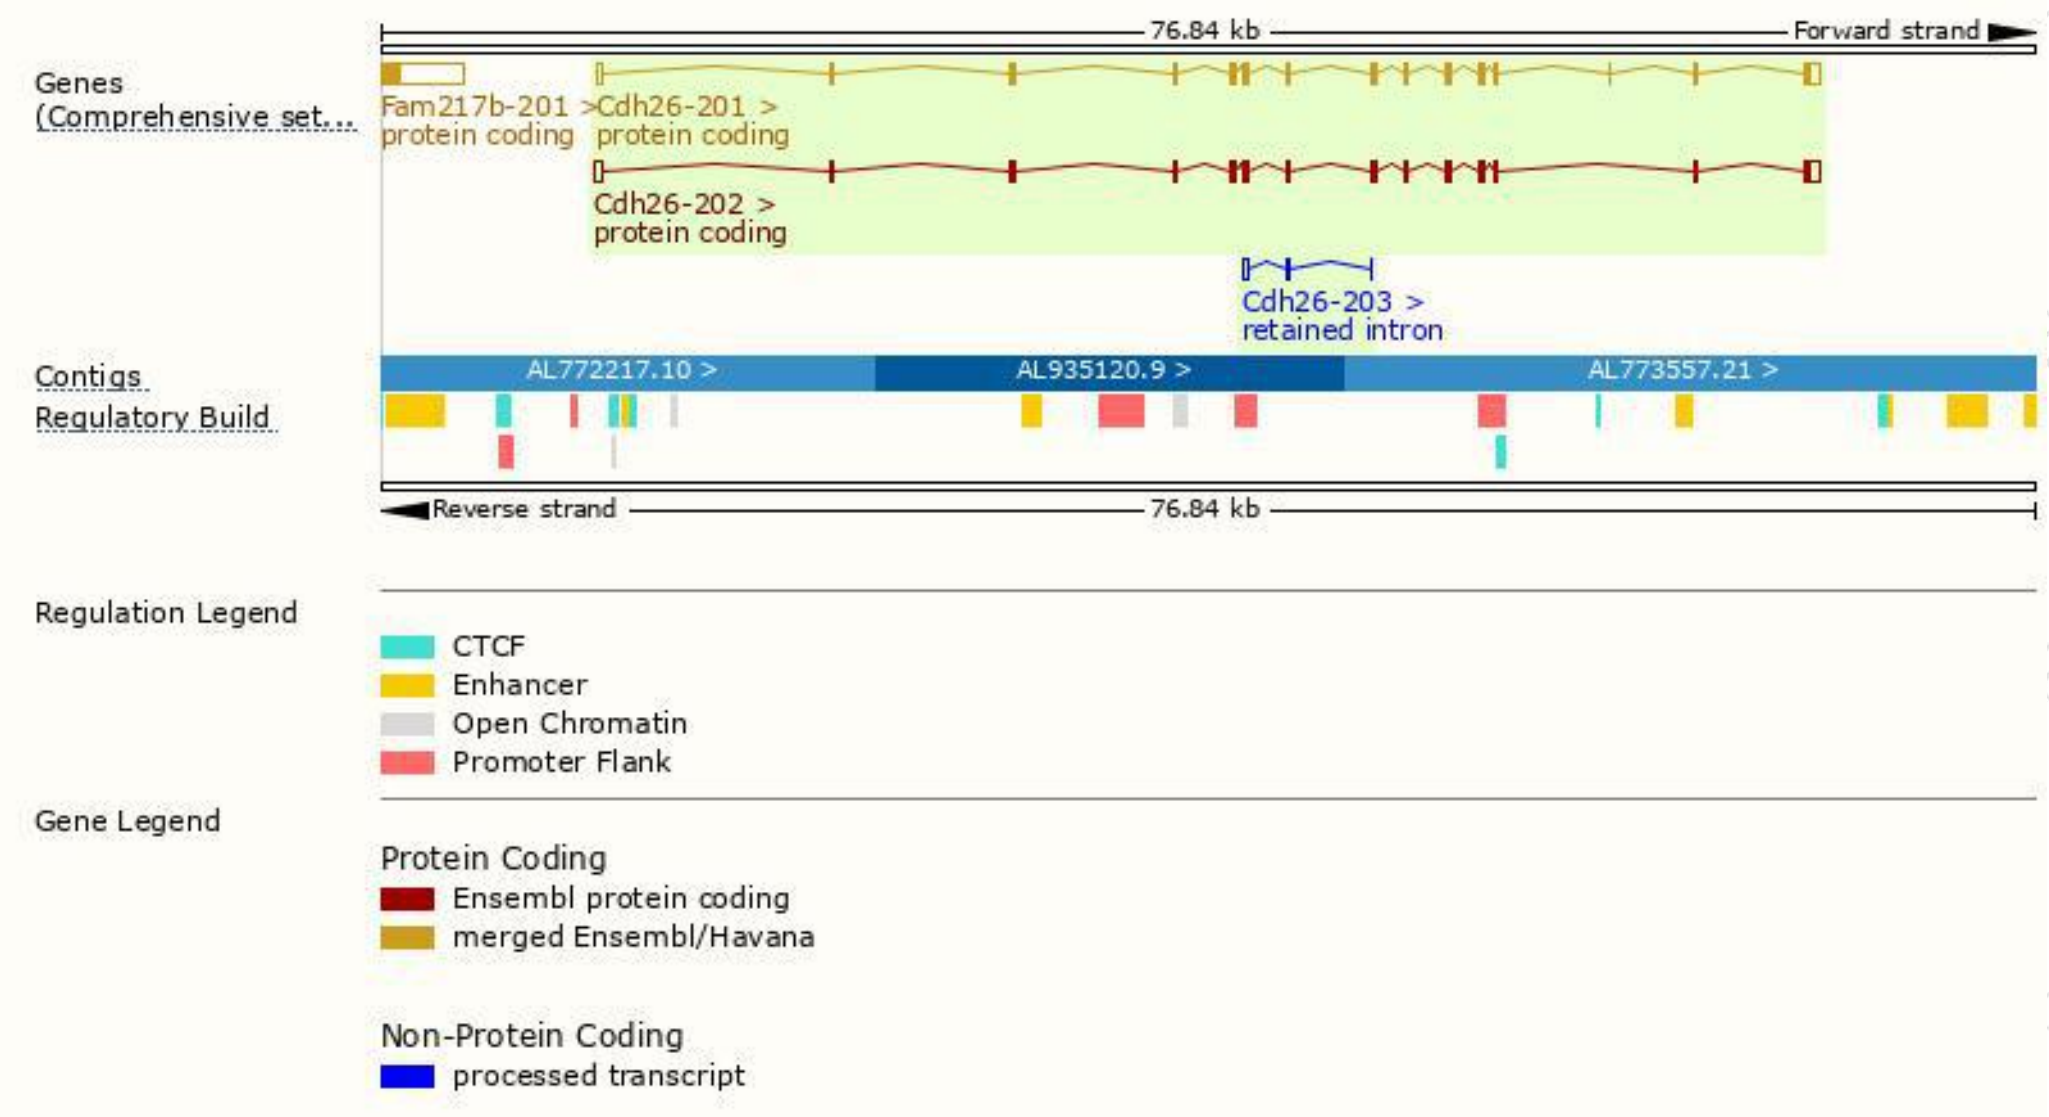 76.84 kb Forward strand
Genes
(Comprehensive set...
Fam217b-201 >
protein coding
Cdh26-201 >
protein coding
Cdh26-202 >
protein coding
Cdh26-203 >
retained intron
Contigs
AL772217.10 > AL935120.9 > AL773557.21 >
Regulatory Build
Reverse strand 76.84 kb
Regulation Legend
CTCF
Enhancer
Open Chromatin
Promoter Flank
Gene Legend
Protein Coding
Ensembl protein coding
merged Ensembl/Havana
Non-Protein Coding
processed transcript